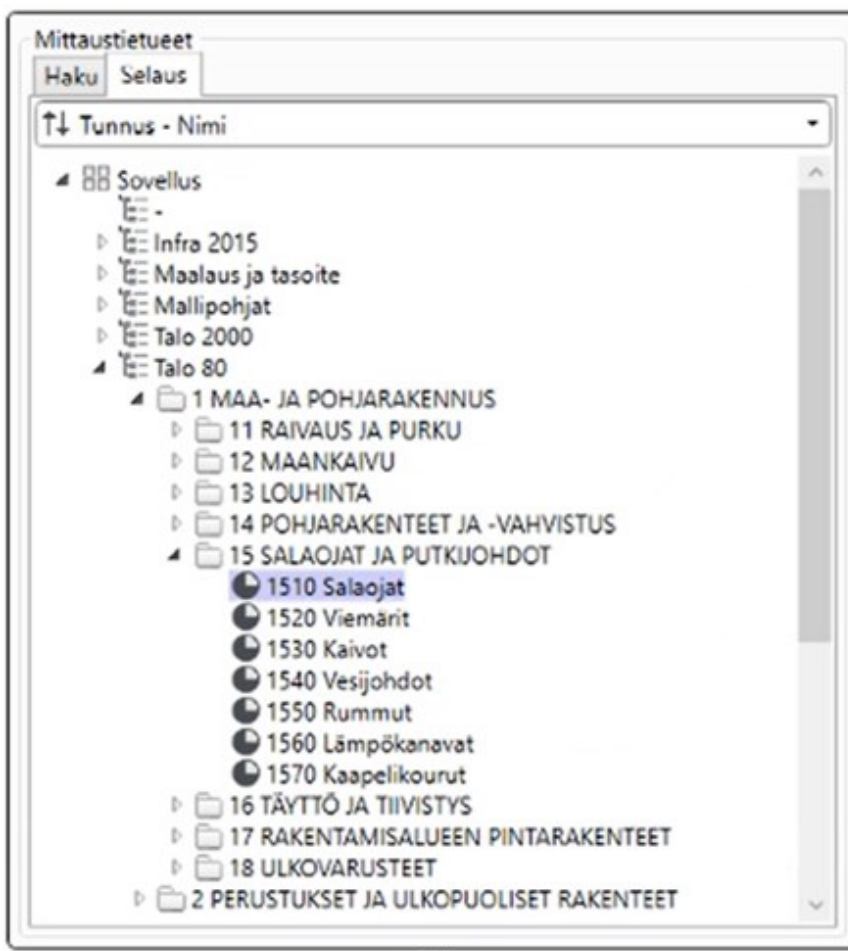 Mittaustietueet
Haku Selaus
Tunnus - Nimi
Sovellus
-
Infra 2015
Maalaus ja tasoite
Mallipohjat
Talo 2000
Talo 80
1 MAA- JA POHJARAKENNUS
11 RAIVAUS JA PURKU
12 MAANKAIVU
13 LOUHINTA
14 POHJARAKENTEET JA -VAHVISTUS
15 SALAOJAT JA PUTKIJOHDOT
1510 Salaojat
1520 Viemärit
1530 Kaivot
1540 Vesijohdot
1550 Rummut
1560 Lämpökanavat
1570 Kaapelikourut
16 TÄYTTÖ JA TIIVISTYS
17 RAKENTAMISALUEEN PINTARAKENTEET
18 ULKOVARUSTEET
2 PERUSTUKSET JA ULKOPUOLISET RAKENTEET